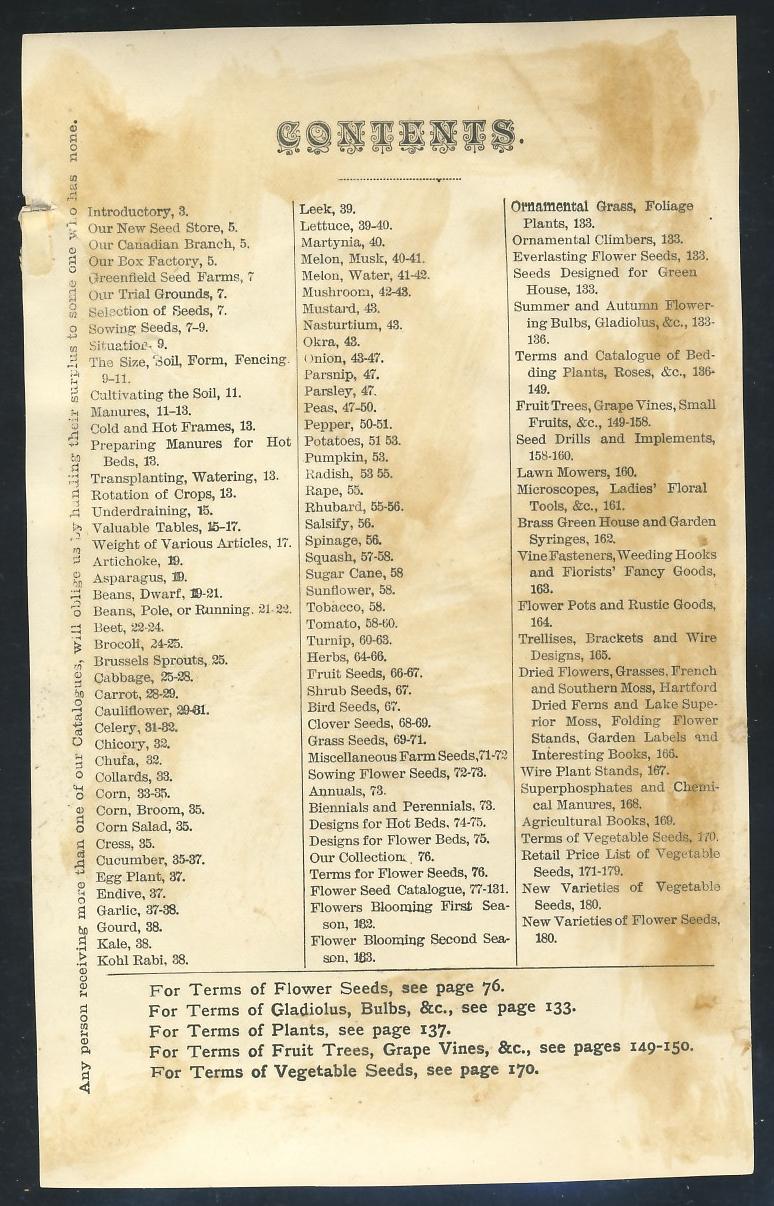 CONTENTS.
Any person receiving more than one of our Catalogues, will oblige us by handing their surplus to some one who has none.
Introductory, 3.
Our New Seed Store, 5.
Our Canadian Branch, 5.
Our Box Factory, 5.
Greenfield Seed Farms, 7
Our Trial Grounds, 7.
Selection of Seeds, 7.
Sowing Seeds, 7-9.
Situation, 9.
The Size, Soil, Form, Fencing.
9-11.
Cultivating the Soil, 11.
Manures, 11-13.
Cold and Hot Frames, 13.
Preparing Manures for Hot
Beds, 13.
Transplanting, Watering, 13.
Rotation of Crops, 13.
Underdraining, 15.
Valuable Tables, 15-17.
Weight of Various Articles, 17.
Artichoke, 19.
Asparagus, 19.
Beans, Dwarf, 19-21.
Beans, Pole, or Running, 21-22.
Beet, 22-24.
Brocoli, 24-25.
Brussels Sprouts, 25.
Cabbage, 25-28.
Carrot, 28-29.
Cauliflower, 29-31.
Celery, 31-32.
Chicory, 32.
Chufa, 32.
Collards, 33.
Corn, 33-35.
Corn, Broom, 35.
Corn Salad, 35.
Cress, 35.
Cucumber, 35-37.
Egg Plant, 37.
Endive, 37.
Garlic, 37-38.
Gourd, 38.
Kale, 38.
Kohl Rabi, 38.
Leek, 39.
Lettuce, 39-40.
Martynia, 40.
Melon, Musk, 40-41.
Melon, Water, 41-42.
Mushroom, 42-43.
Mustard, 43.
Nasturtium, 43.
Okra, 43.
Onion, 43-47.
Parsnip, 47.
Parsley, 47.
Peas, 47-50.
Pepper, 50-51.
Potatoes, 51 53.
Pumpkin, 53.
Radish, 53 55.
Rape, 55.
Rhubard, 55-56.
Salsify, 56.
Spinage, 56.
Squash, 57-58.
Sugar Cane, 58
Sunflower, 58.
Tobacco, 58.
Tomato, 58-60.
Turnip, 60-63.
Herbs, 64-66.
Fruit Seeds, 66-67.
Shrub Seeds, 67.
Bird Seeds, 67.
Clover Seeds, 68-69.
Grass Seeds, 69-71.
Miscellaneous Farm Seeds, 71-72
Sowing Flower Seeds, 72-73.
Annuals, 73.
Biennials and Perennials, 73.
Designs for Hot Beds, 74-75.
Designs for Flower Beds, 75.
Our Collection, 76.
Terms for Flower Seeds, 76.
Flower Seed Catalogue, 77-131.
Flowers Blooming First Sea-
son, 132.
Flower Blooming Second Sea-
son, 133.
Ornamental Grass, Foliage
Plants, 133.
Ornamental Climbers, 133.
Everlasting Flower Seeds, 133.
Seeds Designed for Green
House, 133.
Summer and Autumn Flower-
ing Bulbs, Gladiolus, &c., 133-
136.
Terms and Catalogue of Bed-
ding Plants, Roses, &c., 136-
149.
Fruit Trees, Grape Vines, Small
Fruits, &c., 149-158.
Seed Drills and Implements,
158-160.
Lawn Mowers, 160.
Microscopes, Ladies' Floral
Tools, &c., 161.
Brass Green House and Garden
Syringes, 162.
Vine Fasteners, Weeding Hooks
and Florists' Fancy Goods,
163.
Flower Pots and Rustic Goods,
164.
Trellises, Brackets and Wire
Designs, 165.
Dried Flowers, Grasses, French
and Southern Moss, Hartford
Dried Ferns and Lake Supe-
rior Moss, Folding Flower
Stands, Garden Labels and
Interesting Books, 166.
Wire Plant Stands, 167.
Superphosphates and Chemi-
cal Manures, 168.
Agricultural Books, 169.
Terms of Vegetable Seeds, 170.
Retail Price List of Vegetable
Seeds, 171-179.
New Varieties of Vegetable
Seeds, 180.
New Varieties of Flower Seeds,
180.
For Terms of Flower Seeds, see page 76.
For Terms of Gladiolus, Bulbs, &c., see page 133.
For Terms of Plants, see page 137.
For Terms of Fruit Trees, Grape Vines, &c., see pages 149-150.
For Terms of Vegetable Seeds, see page 170.